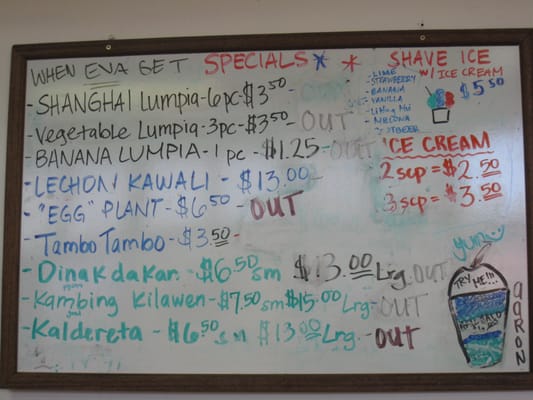 WHEN EVA GET SPECIALS * *
-SHANGHAI Lumpia-6pc-$3.50-
-Vegetable Lumpia-3pc-$3.50- OUT
-BANANA LUMPIA-1 pc-$1.25-OUT
-LECHON KAWALI - $13.00-
-"EGG" PLANT-$6.50- OUT
-Tambo Tambo-$3.50-
-Dinakdakan-$6.50 sm $13.00 Lrg-OUT
-Kambing Kilawen-$7.50 sm $15.00 Lrg-OUT
-Kaldereta-$6.50 sm $13.00 Lrg-OUT
SHAVE ICE
w/ ICE CREAM
LIME
STRAWBERRY
BANANA
VANILLA
$5.50
ROOTBEER
ICE CREAM
2 scp = $2.50
3 scp = $3.50
yum
TRY
ME!!!
AARON